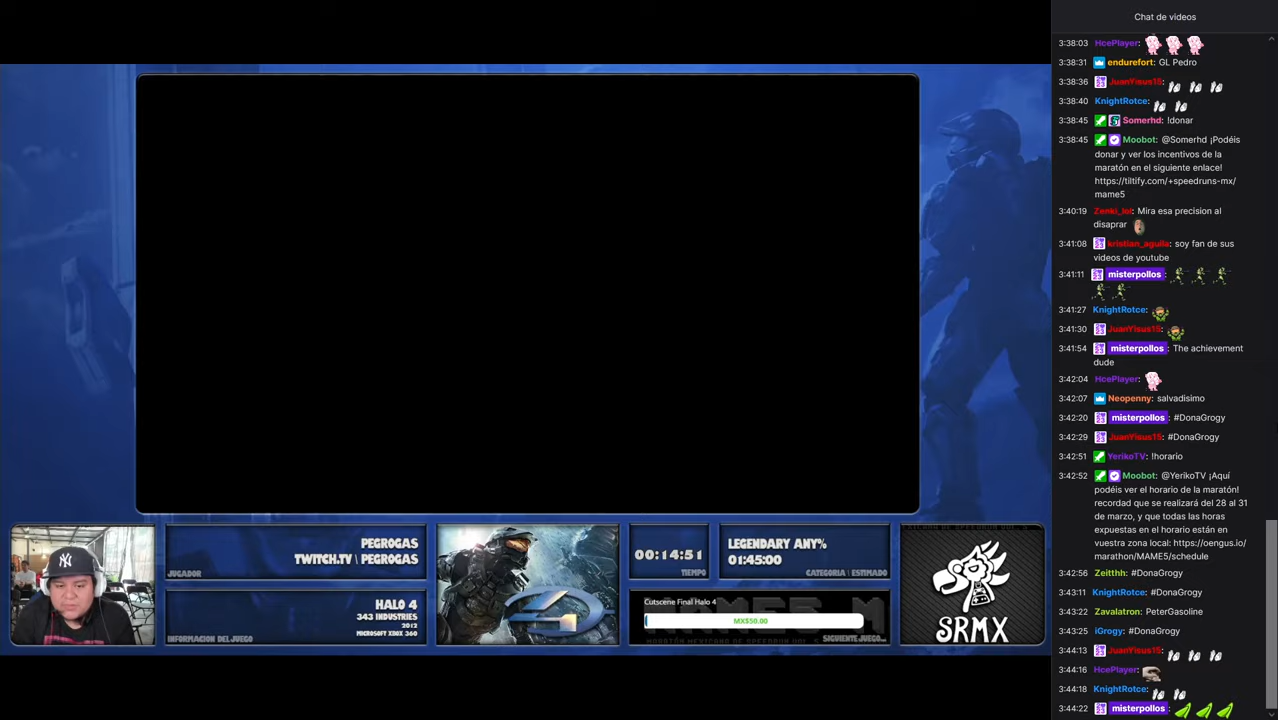 PEGROGAS
TWITCH.TV \ PEGROGAS
JUGADOR
HALO 4
343 INDUSTRIES
2012
MICROSOFT XBOX 360
INFORMACION DEL JUEGO
4
00:14:51
TIEMPO
LEGENDARY ANY%
01:45:00
CATEGORIA \ ESTIMADO
Cutscene Final Halo 4
MX$50.00
SIGUIENTE JUEGO...
SRMX
Chat de videos
3:38:03 HcePlayer:
3:38:31 endurefort: GL Pedro
3:38:36 JuanYisus15:
3:38:40 KnightRotce:
3:38:45 Somerhd: !donar
3:38:45 Moobot: @Somerhd ¡Podéis
donar y ver los incentivos de la
maratón en el siguiente enlace!
https://tiltify.com/+speedruns-mx/
mame5
3:40:19 Zenki_lol: Mira esa precision al
disaprar
3:41:08 kristian_aguila: soy fan de sus
videos de youtube
3:41:11 misterpollos:
3:41:27 KnightRotce:
3:41:30 JuanYisus15:
3:41:54 misterpollos: The achievement
dude
3:42:04 HcePlayer:
3:42:07 Neopenny: salvadisimo
3:42:20 misterpollos: #DonaGrogy
3:42:29 JuanYisus15: #DonaGrogy
3:42:51 YerikoTV: !horario
3:42:52 Moobot: @YerikoTV ¡Aquí
podéis ver el horario de la maratón!
recordad que se realizará del 28 al 31
de marzo, y que todas las horas
expuestas en el horario están en
vuestra zona local: https://oengus.io/
marathon/MAME5/schedule
3:42:56 Zeitthh: #DonaGrogy
3:43:11 KnightRotce: #DonaGrogy
3:43:22 Zavalatron: PeterGasoline
3:43:25 iGrogy: #DonaGrogy
3:44:13 JuanYisus15:
3:44:16 HcePlayer:
3:44:18 KnightRotce:
3:44:22 misterpollos: